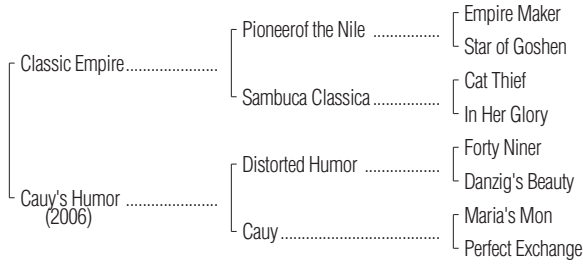 Empire Maker
Pioneerof the Nile ................
Star of Goshen
Classic Empire......................
Cat Thief
Sambuca Classica................
In Her Glory
Forty Niner
Distorted Humor ..................
Danzig's Beauty
Cauy's Humor ......................
(2006)
Maria's Mon
Cauy......................................
Perfect Exchange